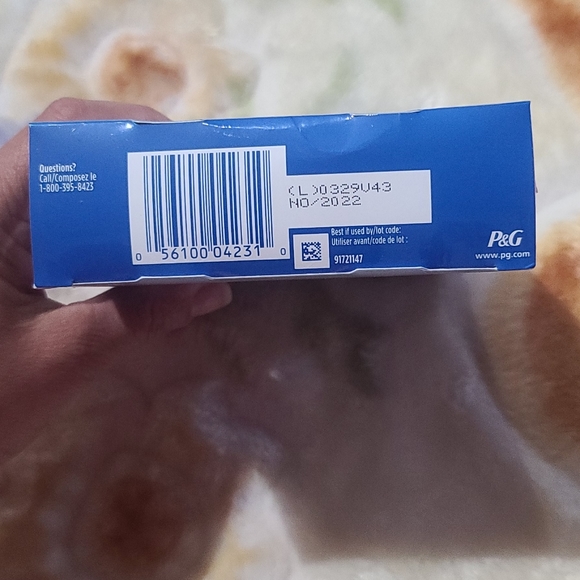 Questions?
Call/Composez le
1-800-395-8423
0 56100 04231 0
(L)0329U43
NO/2022
Best if used by/lot code:
Utiliser avant/code de lot :
91721147
P&G
www.pg.com